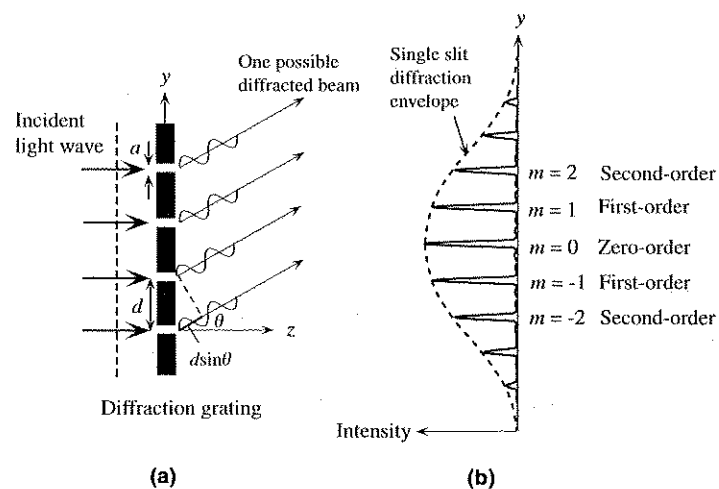 y
One possible
diffracted beam
Incident
light wave
a
d
θ
z
dsinθ
Diffraction grating
(a)
y
Single slit
diffraction
envelope
m = 2 Second-order
m = 1 First-order
m = 0 Zero-order
m = -1 First-order
m = -2 Second-order
Intensity
(b)